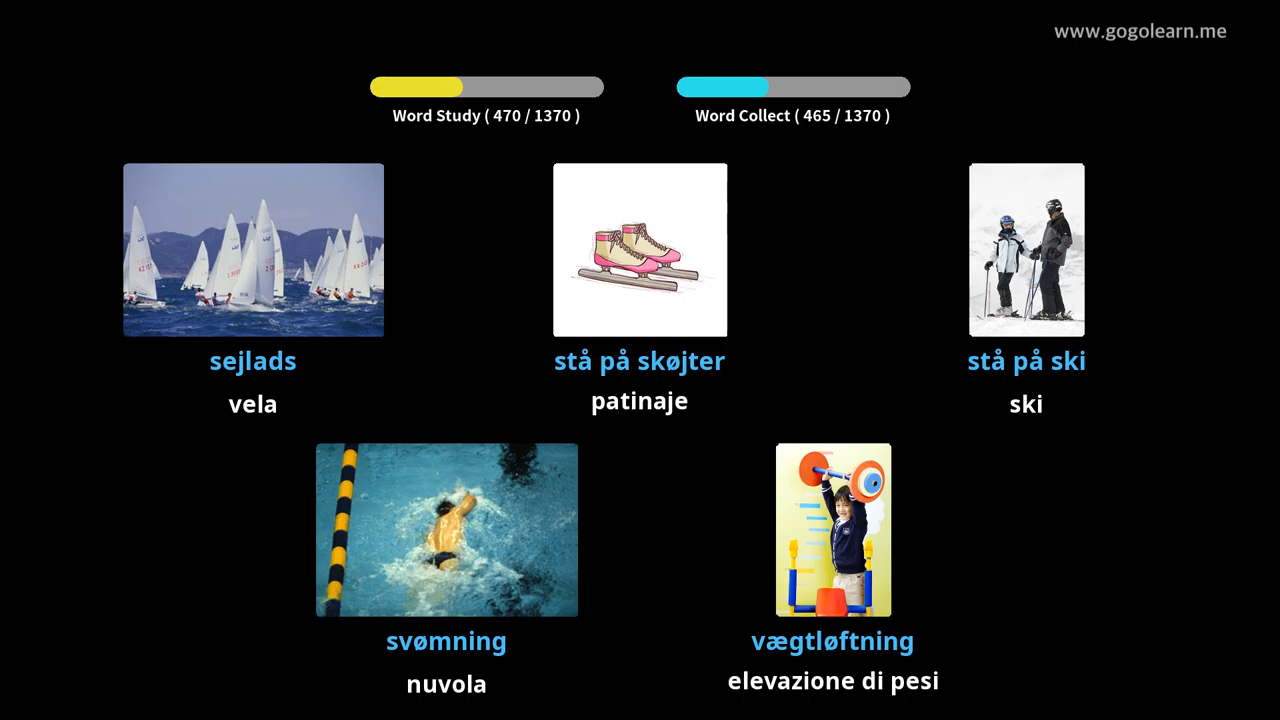 www.gogolearn.me
Word Study ( 470 / 1370 )
Word Collect ( 465 / 1370 )
sejlads
vela
stå på skøjter
patinaje
stå på ski
ski
svømning
nuvola
vægtløftning
elevazione di pesi